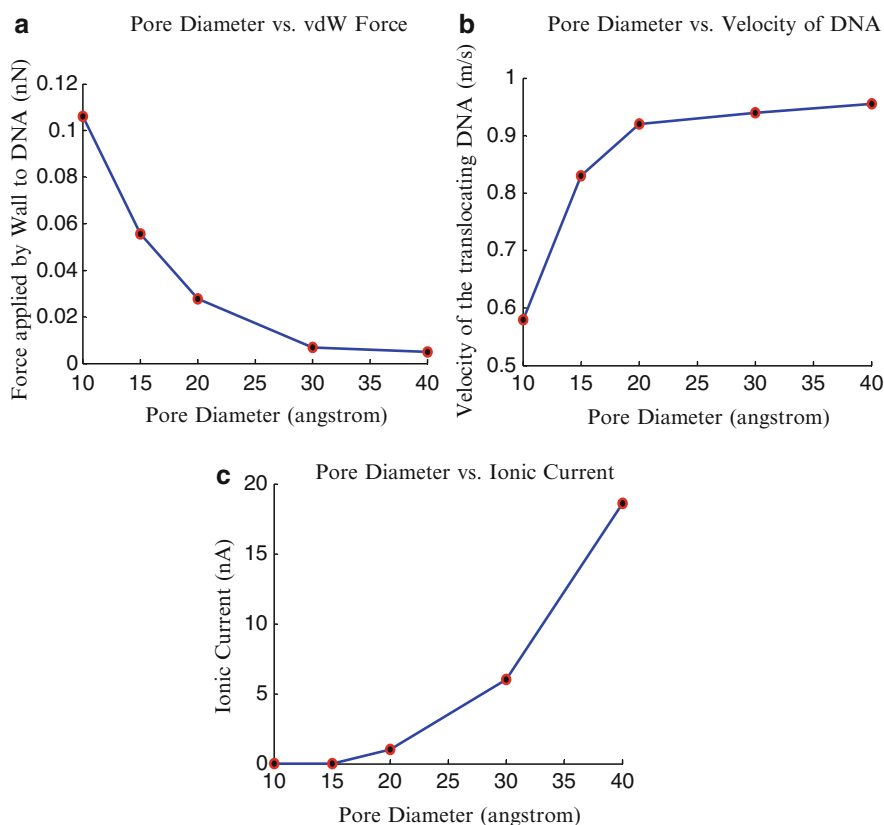 a
Pore Diameter vs. vdW Force
Force applied by Wall to DNA (nN)
0.12
0.1
0.08
0.06
0.04
0.02
0
10 15 20 25 30 35 40
Pore Diameter (angstrom)
b
Pore Diameter vs. Velocity of DNA
Velocity of the translocating DNA (m/s)
1
0.9
0.8
0.7
0.6
0.5
10 15 20 25 30 35 40
Pore Diameter (angstrom)
c
Pore Diameter vs. Ionic Current
Ionic Current (nA)
20
15
10
5
0
10 15 20 25 30 35 40
Pore Diameter (angstrom)